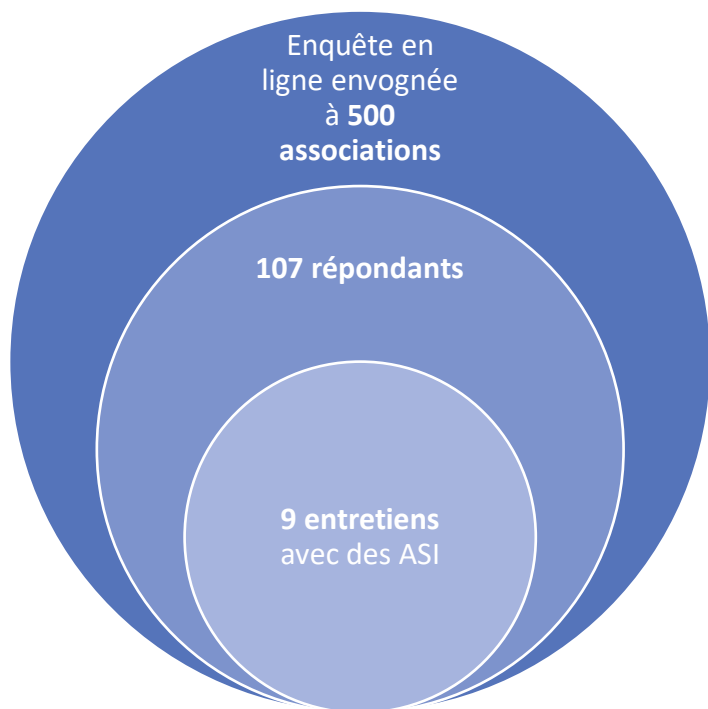 Enquête en
ligne envognée
à 500
associations
107 répondants
9 entretiens
avec des ASI